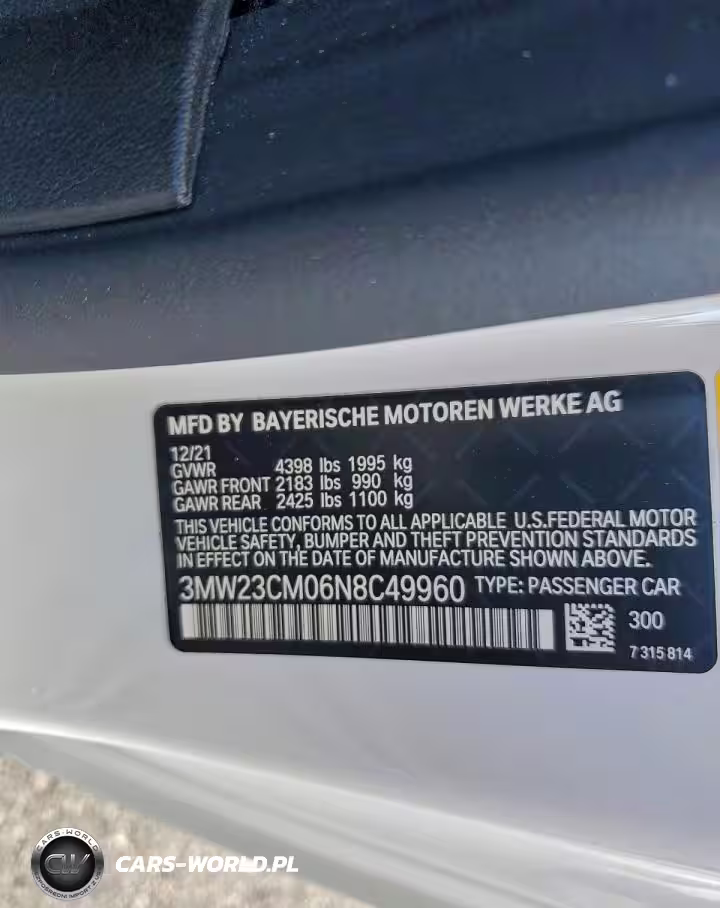 MFD BY BAYERISCHE MOTOREN WERKE AG
12/21
GVWR 4398 lbs 1995 kg
GAWR FRONT 2183 lbs 990 kg
GAWR REAR 2425 lbs 1100 kg
THIS VEHICLE CONFORMS TO ALL APPLICABLE U.S.FEDERAL MOTOR
VEHICLE SAFETY, BUMPER AND THEFT PREVENTION STANDARDS
IN EFFECT ON THE DATE OF MANUFACTURE SHOWN ABOVE.
3MW23CM06N8C49960 TYPE: PASSENGER CAR
300
7 315 814
CARS-WORLD
CW
CARS-WORLD.PL